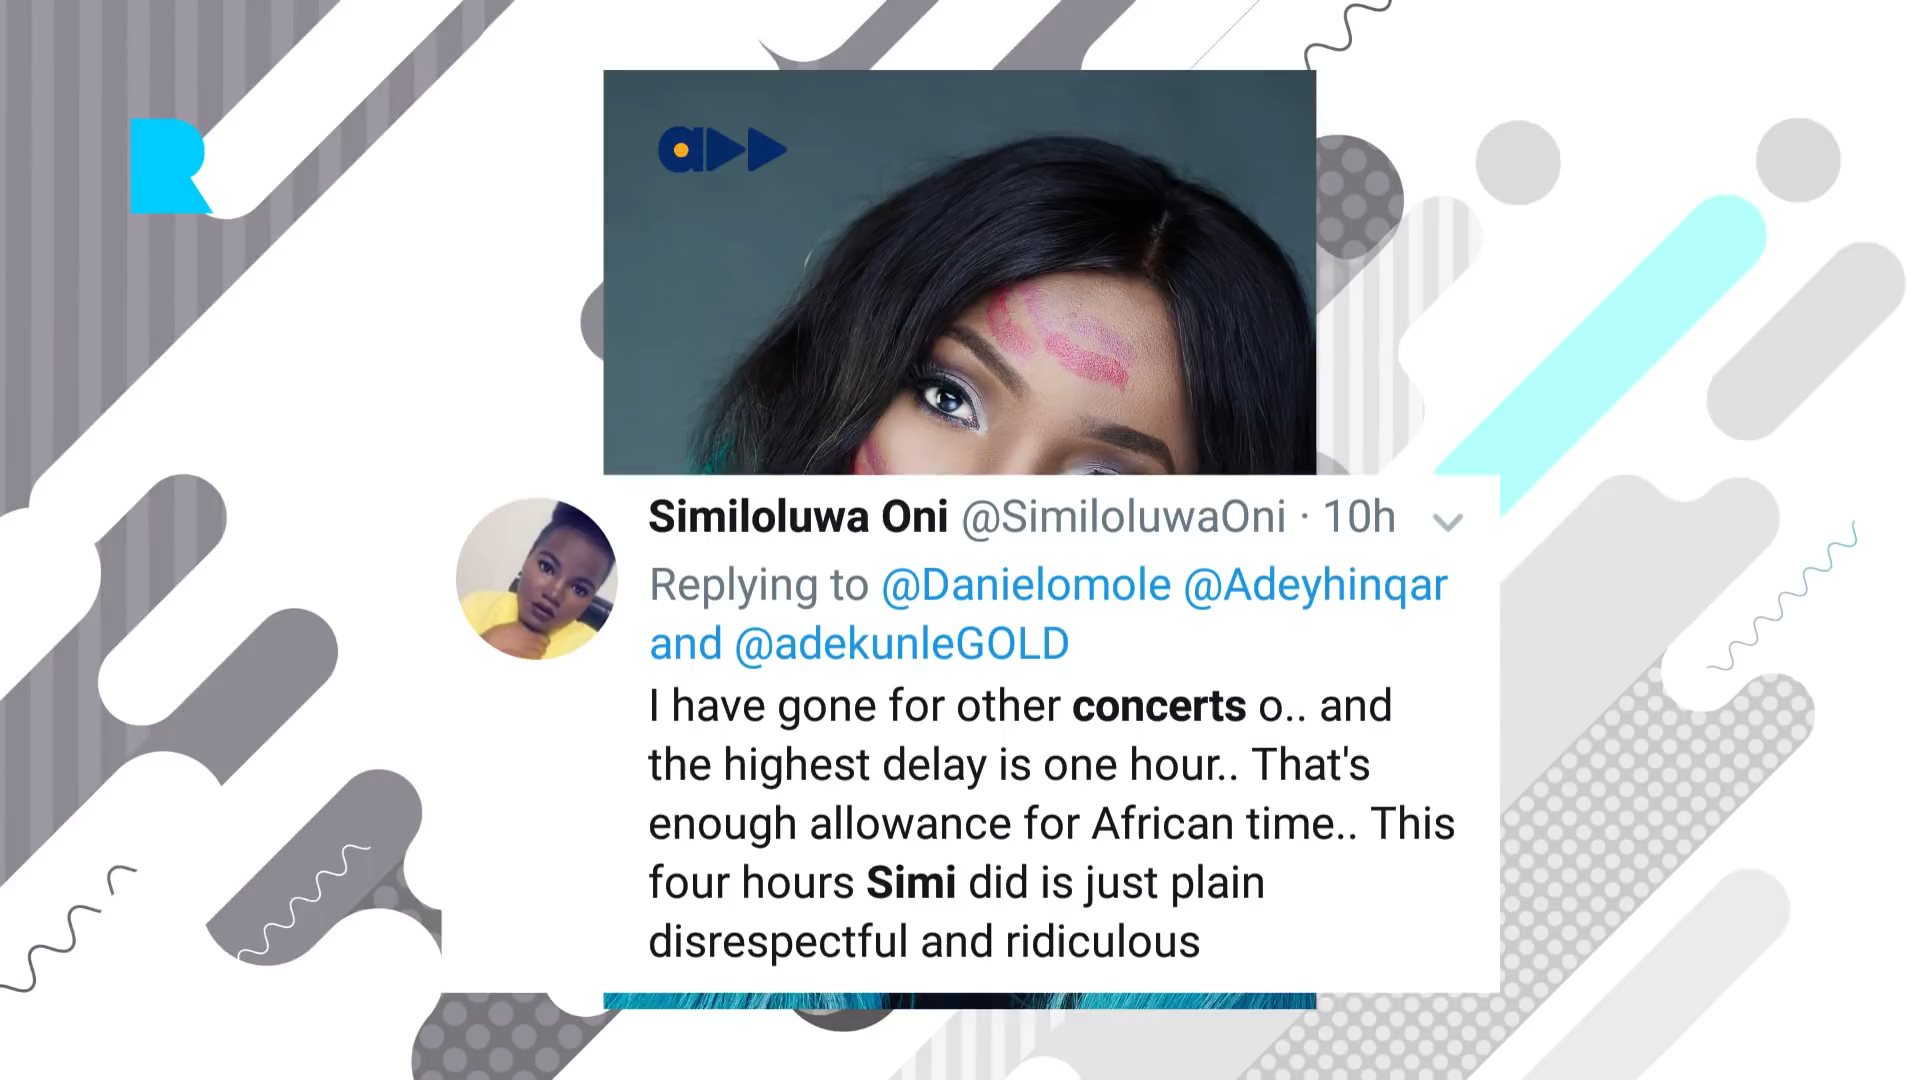 R
a
Similoluwa Oni @SimiloluwaOni · 10h
Replying to @Danielomole @Adeyhinqar
and @adekunleGOLD
I have gone for other concerts o.. and
the highest delay is one hour.. That's
enough allowance for African time.. This
four hours Simi did is just plain
disrespectful and ridiculous